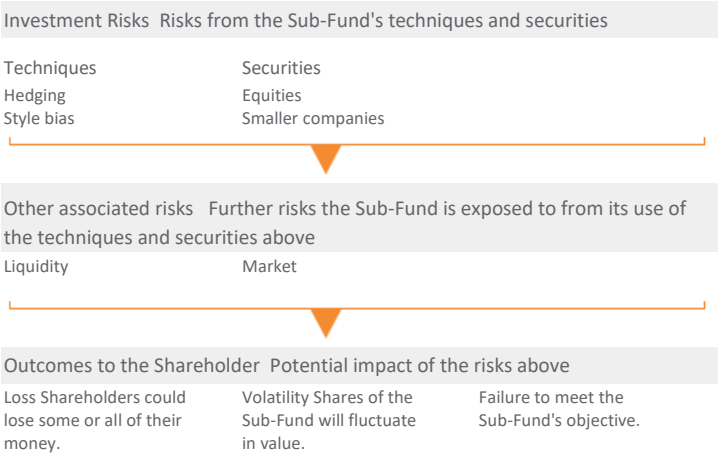 Investment Risks Risks from the Sub-Fund's techniques and securities
Techniques Securities
Hedging Equities
Style bias Smaller companies
Other associated risks Further risks the Sub-Fund is exposed to from its use of
the techniques and securities above
Liquidity Market
Outcomes to the Shareholder Potential impact of the risks above
Loss Shareholders could
lose some or all of their
money.
Volatility Shares of the
Sub-Fund will fluctuate
in value.
Failure to meet the
Sub-Fund's objective.